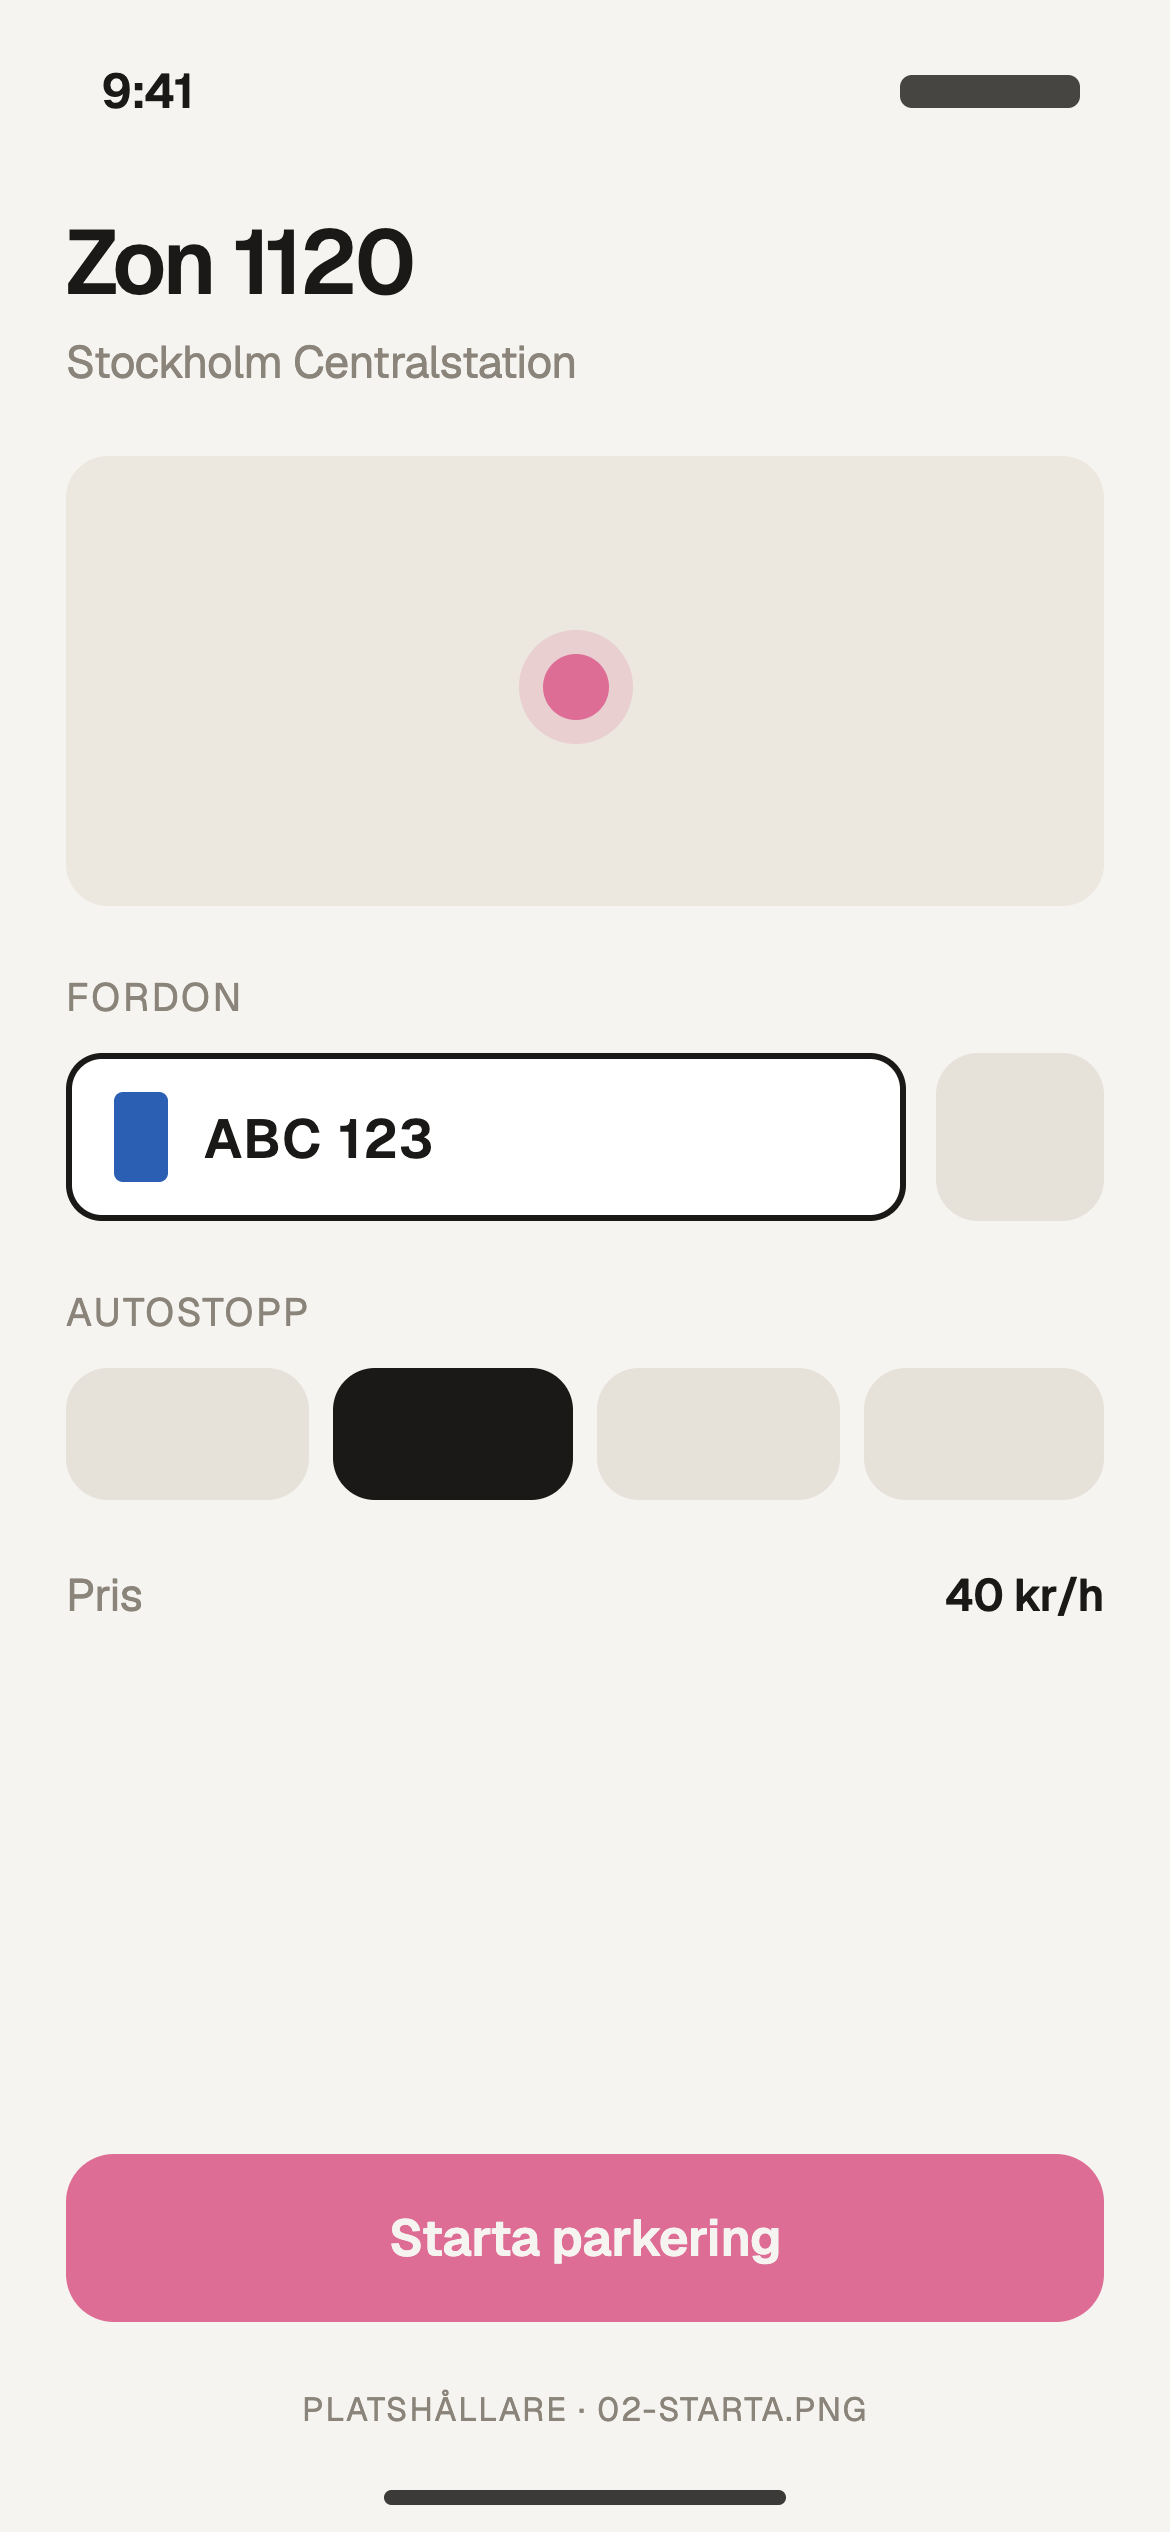 9:41
Zon 1120
Stockholm Centralstation
FORDON
ABC 123
AUTOSTOPP
Pris 40 kr/h
Starta parkering
PLATSHÅLLARE · 02-STARTA.PNG